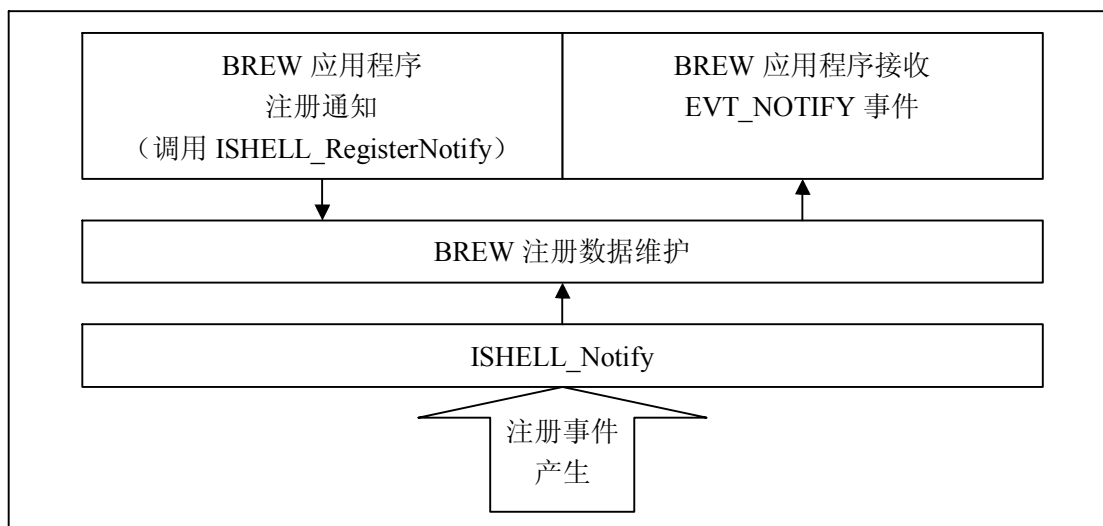 BREW 应用程序
注册通知
（调用 ISHELL_RegisterNotify）
BREW 应用程序接收
EVT_NOTIFY 事件
BREW 注册数据维护
ISHELL_Notify
注册事件
产生